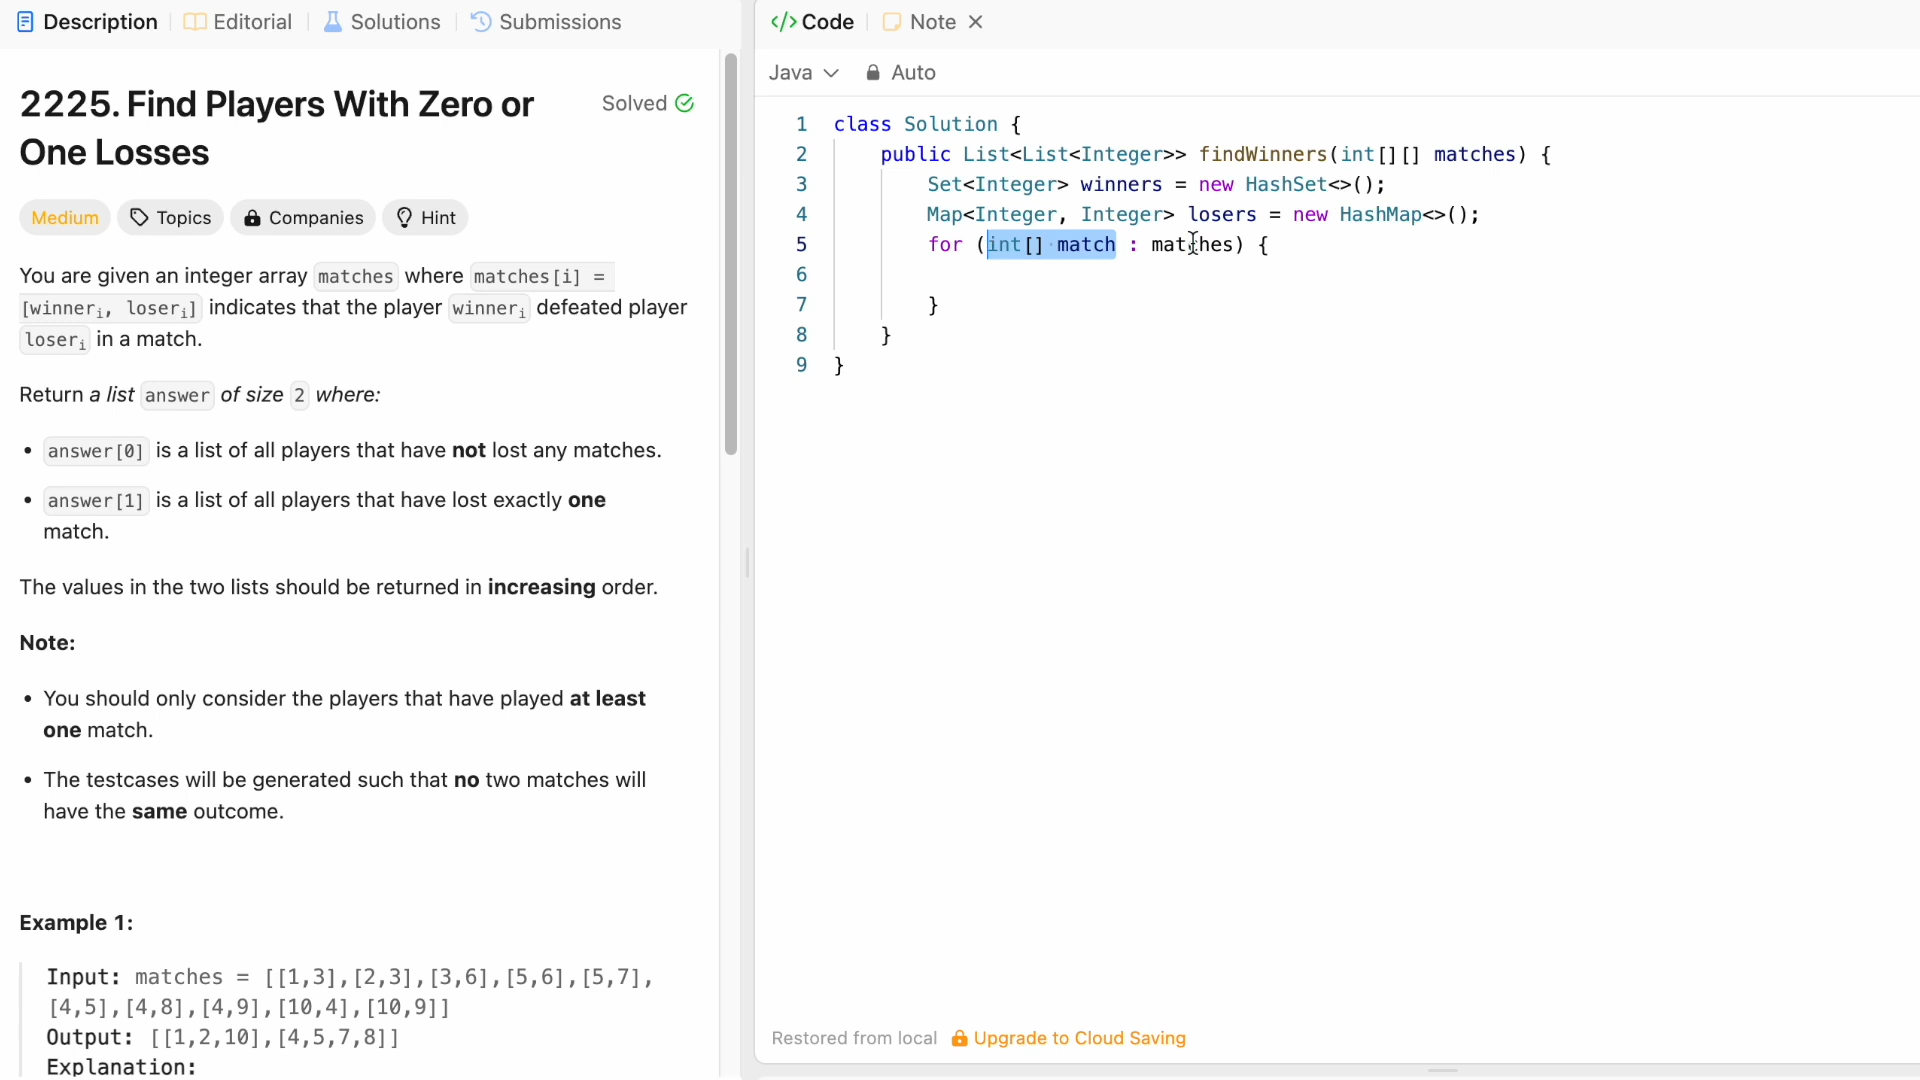 Description Editorial Solutions Submissions
2225. Find Players With Zero or
One Losses
Solved
Medium Topics Companies Hint
You are given an integer array matches where matches[i] =
[winneri, loseri] indicates that the player winneri defeated player
loseri in a match.
Return a list answer of size 2 where:
• answer[0] is a list of all players that have not lost any matches.
• answer[1] is a list of all players that have lost exactly one
match.
The values in the two lists should be returned in increasing order.
Note:
• You should only consider the players that have played at least
one match.
• The testcases will be generated such that no two matches will
have the same outcome.
Example 1:
Input: matches = [[1,3],[2,3],[3,6],[5,6],[5,7],
[4,5],[4,8],[4,9],[10,4],[10,9]]
Output: [[1,2,10],[4,5,7,8]]
Explanation:
</> Code Note ×
Java Auto
1 class Solution {
2 public List<List<Integer>> findWinners(int[][] matches) {
3 Set<Integer> winners = new HashSet<>();
4 Map<Integer, Integer> losers = new HashMap<>();
5 for (int[] match : matches) {
6
7 }
8 }
9 }
Restored from local Upgrade to Cloud Saving